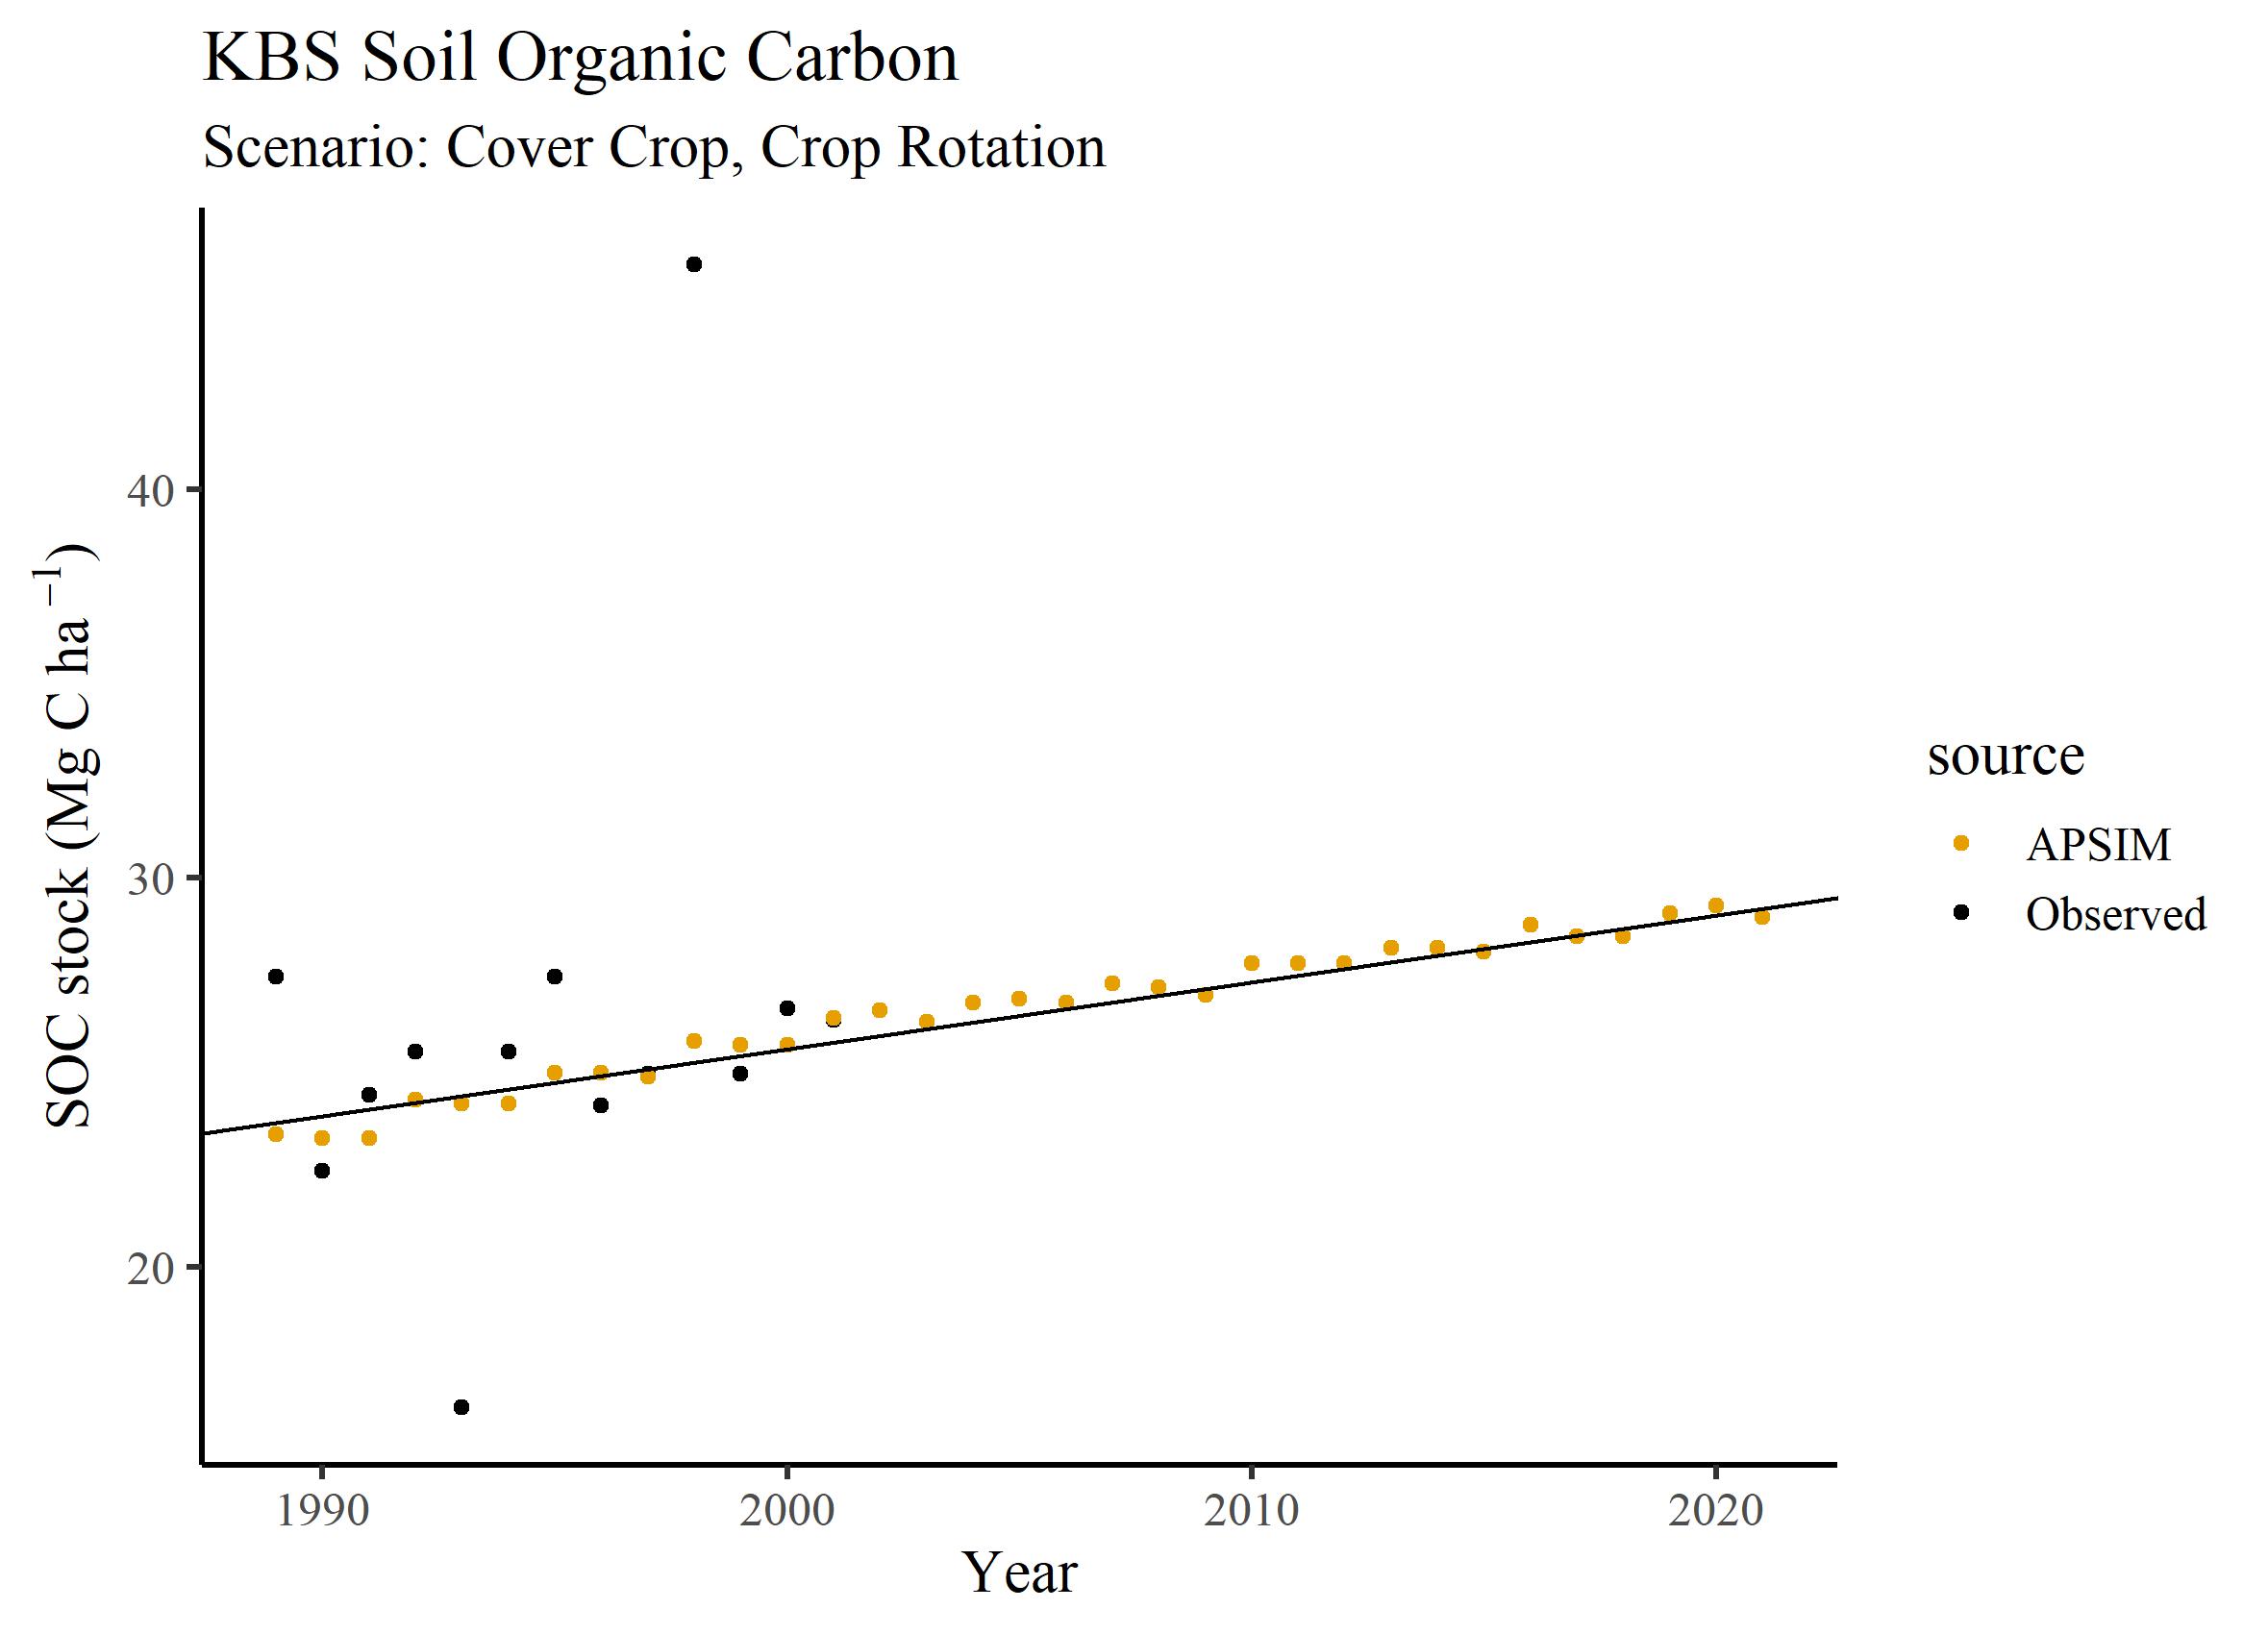 KBS Soil Organic Carbon
Scenario: Cover Crop, Crop Rotation
SOC stock (Mg C ha⁻¹)
40
30
20
1990
2000
2010
2020
Year
source
APSIM
Observed